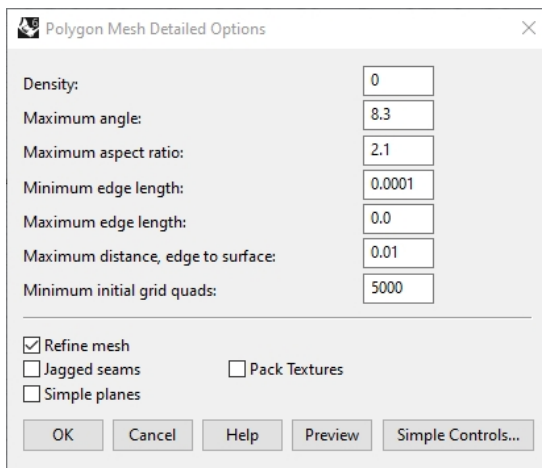 Polygon Mesh Detailed Options
Density: 0
Maximum angle: 8.3
Maximum aspect ratio: 2.1
Minimum edge length: 0.0001
Maximum edge length: 0.0
Maximum distance, edge to surface: 0.01
Minimum initial grid quads: 5000
Refine mesh
Jagged seams Pack Textures
Simple planes
OK Cancel Help Preview Simple Controls...